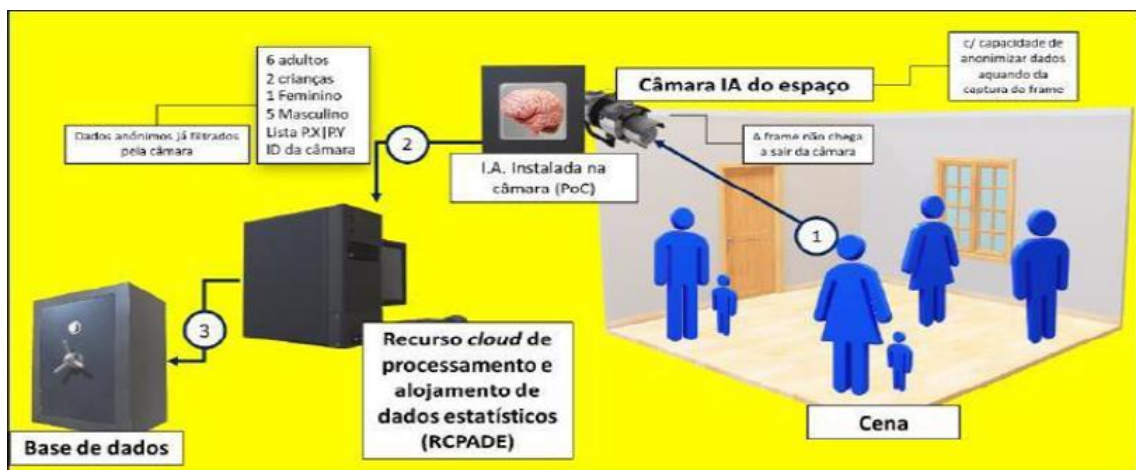 6 adultos
2 crianças
1 Feminino
5 Masculino
Lista P.X|P.Y
ID da câmara
Dados anónimos já filtrados
pela câmara
2
I.A. Instalada na
câmara (PoC)
Câmara IA do espaço
c/ capacidade de
anonimizar dados
aquando da
captura do frame
A frame não chega
a sair da câmara
1
3
Recurso cloud de
processamento e
alojamento de
dados estatísticos
(RCPADE)
Base de dados
Cena